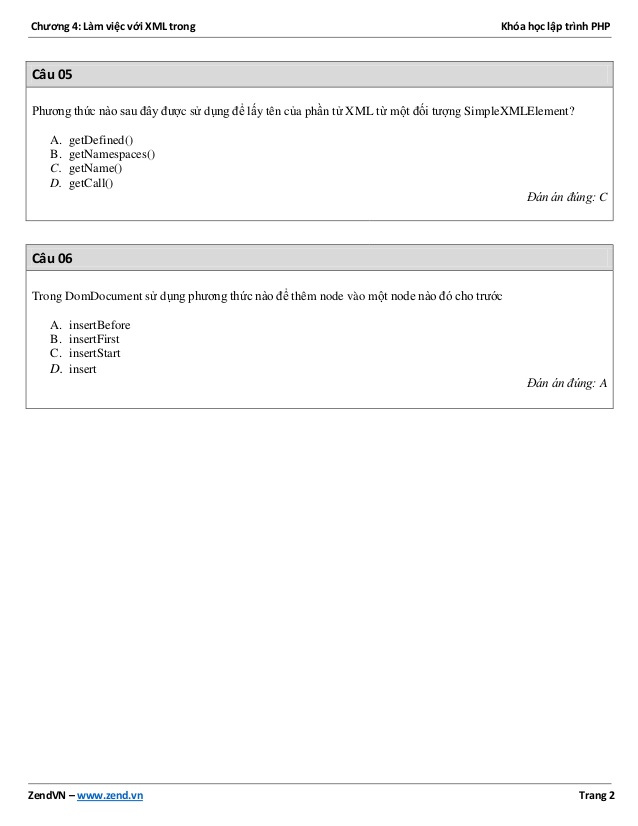 Chương 4: Làm việc với XML trong Khóa học lập trình PHP
Câu 05
Phương thức nào sau đây được sử dụng để lấy tên của phần tử XML từ một đối tượng SimpleXMLElement?
A. getDefined()
B. getNamespaces()
C. getName()
D. getCall()
Đán án đúng: C
Câu 06
Trong DomDocument sử dụng phương thức nào để thêm node vào một node nào đó cho trước
A. insertBefore
B. insertFirst
C. insertStart
D. insert
Đán án đúng: A
ZendVN – www.zend.vn Trang 2